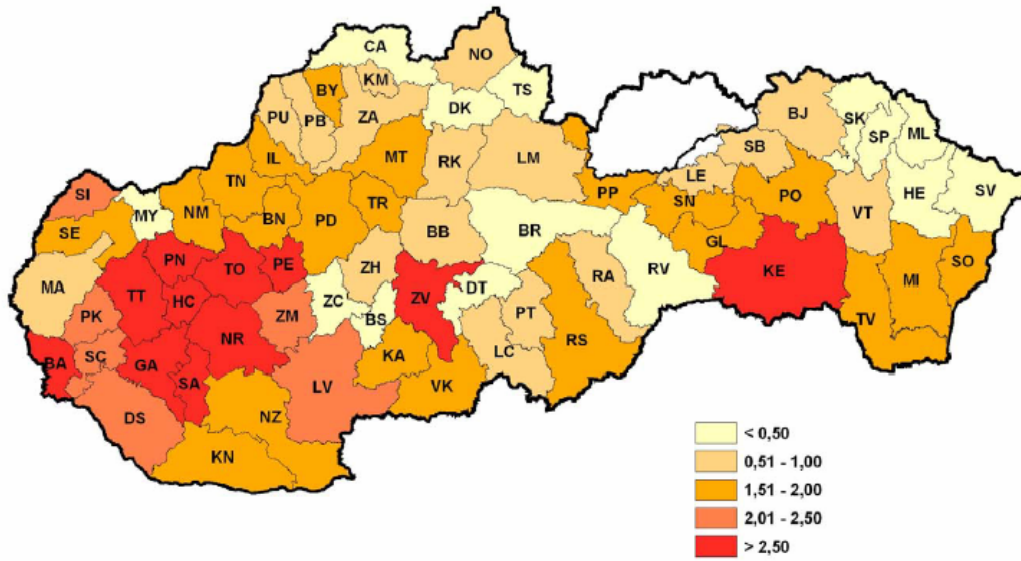 CA
NO
KM
BY
TS
DK
PU
PB
ZA
BJ
SK
SP
ML
SB
IL
MT
RK
LM
LE
SI
TN
PP
PO
HE
SV
MY
NM
BN
PD
TR
SN
VT
SE
BB
BR
GL
SO
PN
TO
PE
ZH
RA
RV
KE
MI
MA
TT
HC
ZC
ZV
DT
PK
ZM
BS
PT
TV
BA
SC
GA
NR
KA
LC
RS
SA
LV
VK
DS
NZ
KN
< 0,50
0,51 - 1,00
1,51 - 2,00
2,01 - 2,50
> 2,50